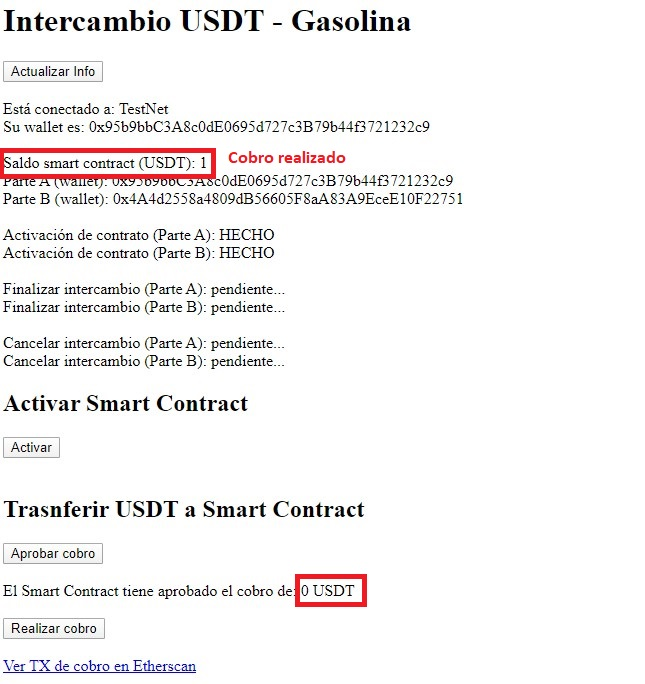 Intercambio USDT - Gasolina
Actualizar Info
Está conectado a: TestNet
Su wallet es: 0x95b9bbC3A8c0dE0695d727c3B79b44f3721232c9
Saldo smart contract (USDT): 1 Cobro realizado
Parte A (wallet): 0x95b9bbC3A8c0dE0695d727c3B79b44f3721232c9
Parte B (wallet): 0x4A4d2558a4809dB56605F8aA83A9EceE10F22751
Activación de contrato (Parte A): HECHO
Activación de contrato (Parte B): HECHO
Finalizar intercambio (Parte A): pendiente...
Finalizar intercambio (Parte B): pendiente...
Cancelar intercambio (Parte A): pendiente...
Cancelar intercambio (Parte B): pendiente...
Activar Smart Contract
Activar
Trasnferir USDT a Smart Contract
Aprobar cobro
El Smart Contract tiene aprobado el cobro de: 0 USDT
Realizar cobro
Ver TX de cobro en Etherscan